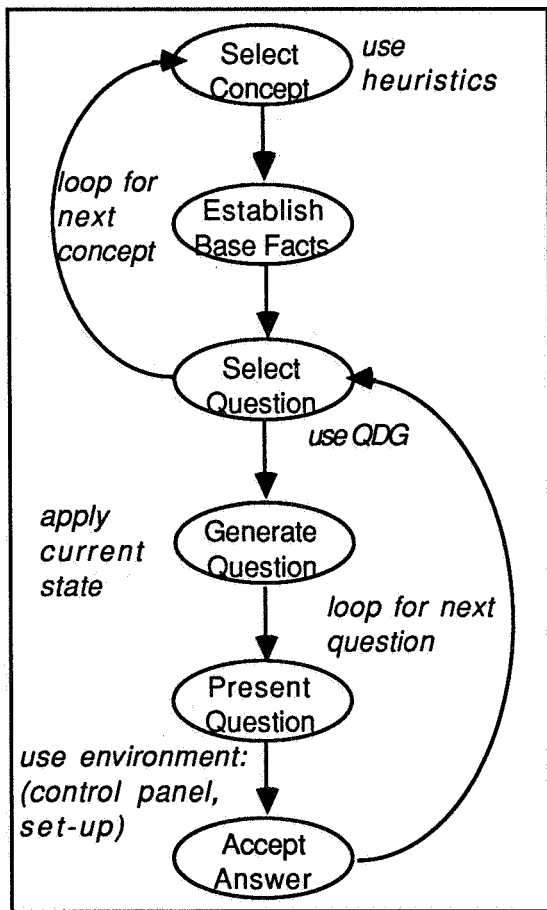 Select
Concept
use
heuristics
loop for
next
concept
Establish
Base Facts
Select
Question
use QDG
apply
current
state
Generate
Question
loop for next
question
Present
Question
use environment:
(control panel,
set-up)
Accept
Answer